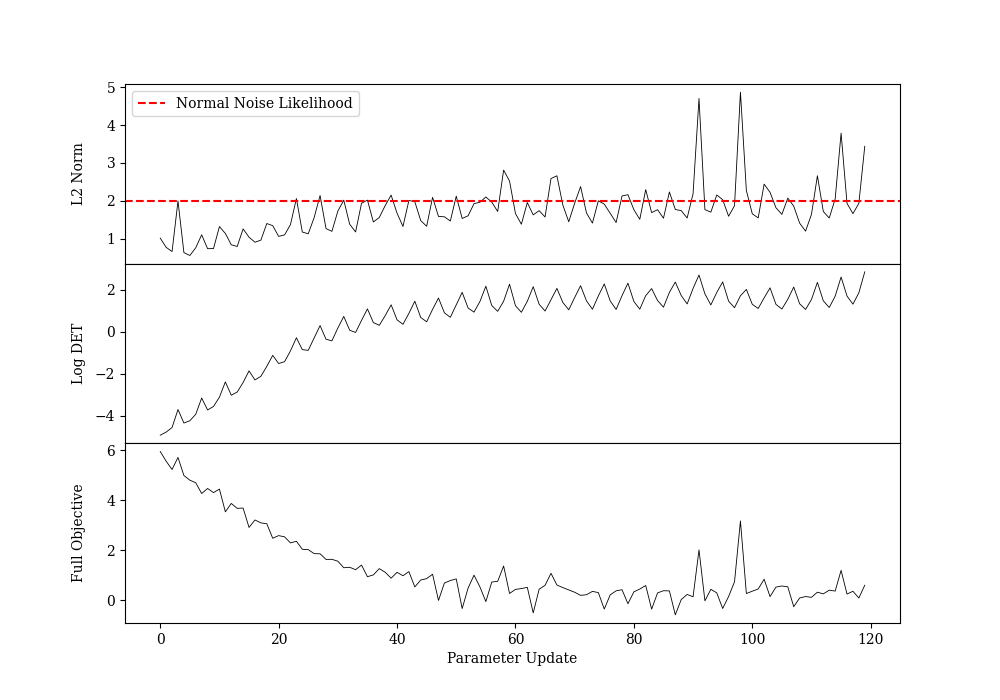 5
4
3
2
1
L2 Norm
Normal Noise Likelihood
2
0
−2
−4
Log DET
6
4
2
0
Full Objective
0 20 40 60 80 100 120
Parameter Update